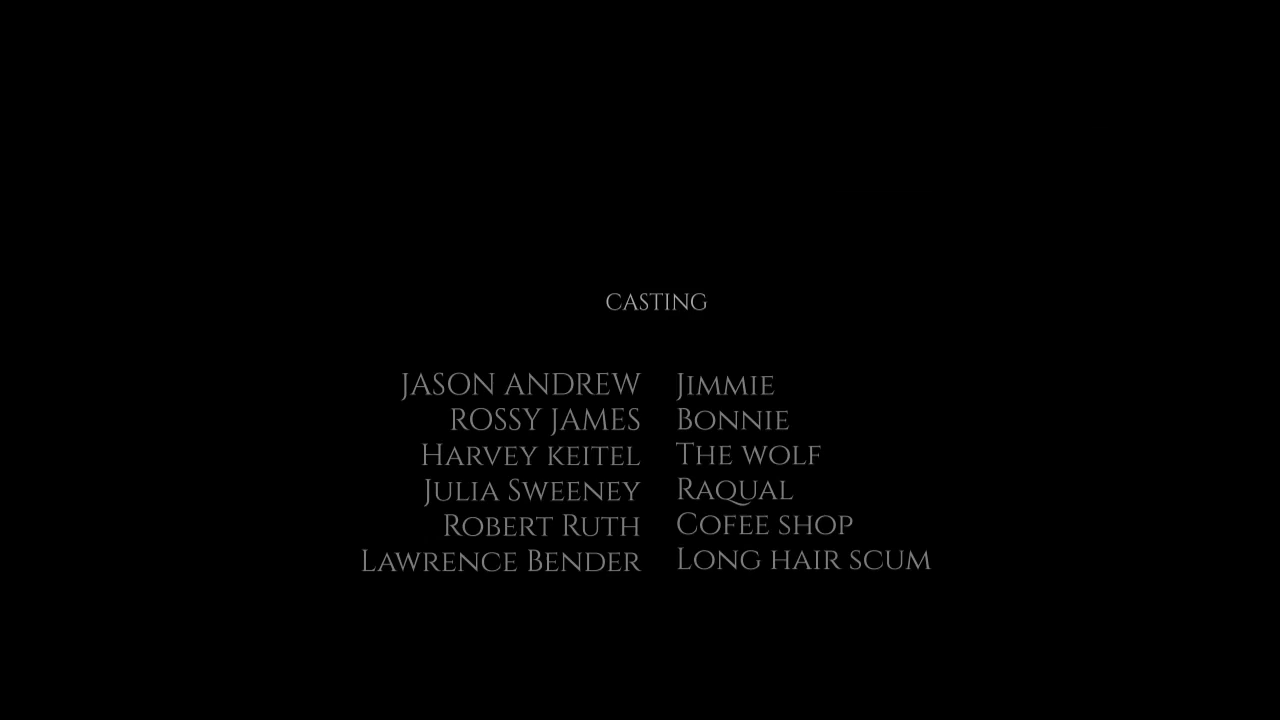 CASTING
JASON ANDREW Jimmie
ROSSY JAMES Bonnie
Harvey keitel The wolf
Julia Sweeney Raqual
Robert Ruth Cofee shop
Lawrence Bender Long hair scum